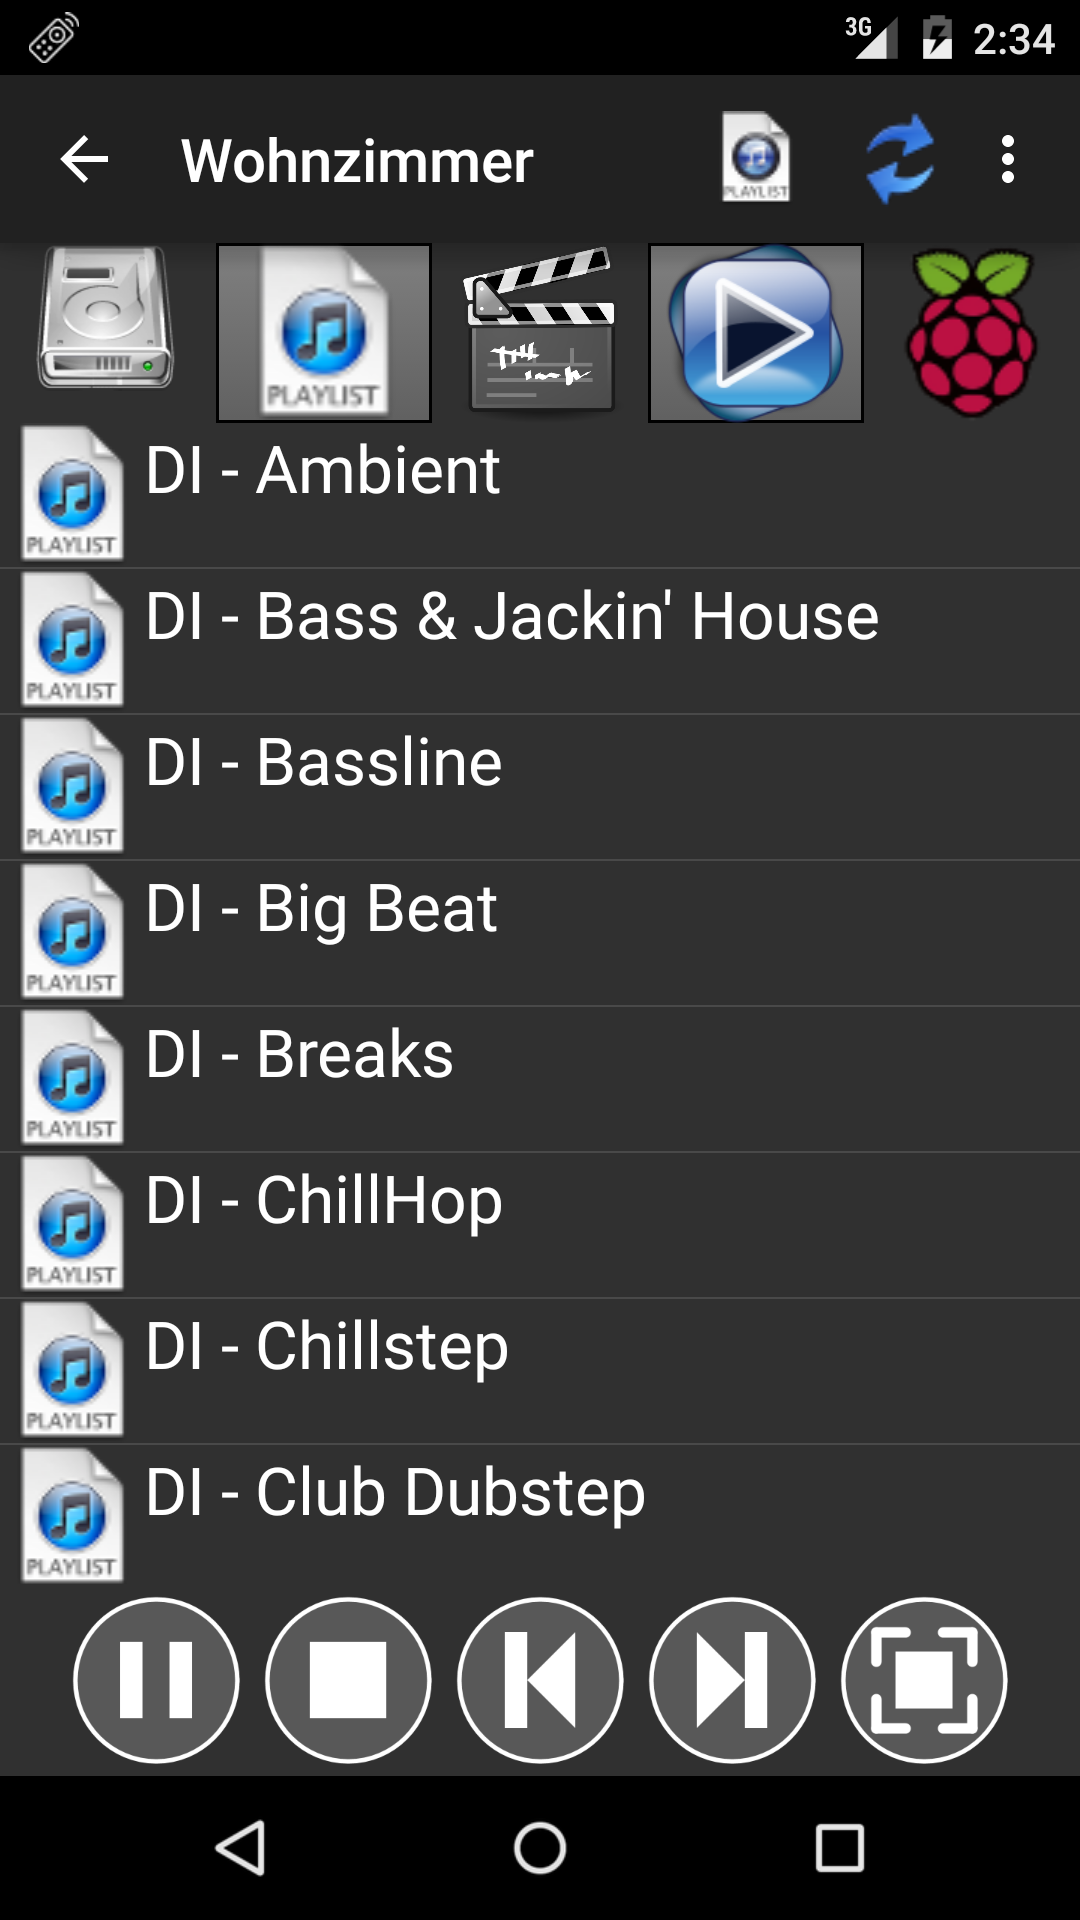 3G 2:34
Wohnzimmer
PLAYLIST
PLAYLIST
DI - Ambient
PLAYLIST
DI - Bass & Jackin' House
PLAYLIST
DI - Bassline
PLAYLIST
DI - Big Beat
PLAYLIST
DI - Breaks
PLAYLIST
DI - ChillHop
PLAYLIST
DI - Chillstep
PLAYLIST
DI - Club Dubstep
PLAYLIST